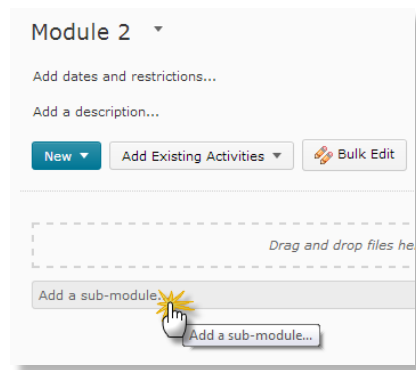 Module 2
Add dates and restrictions...
Add a description...
New Add Existing Activities Bulk Edit
Drag and drop files
Add a sub-module...
Add a sub-module...